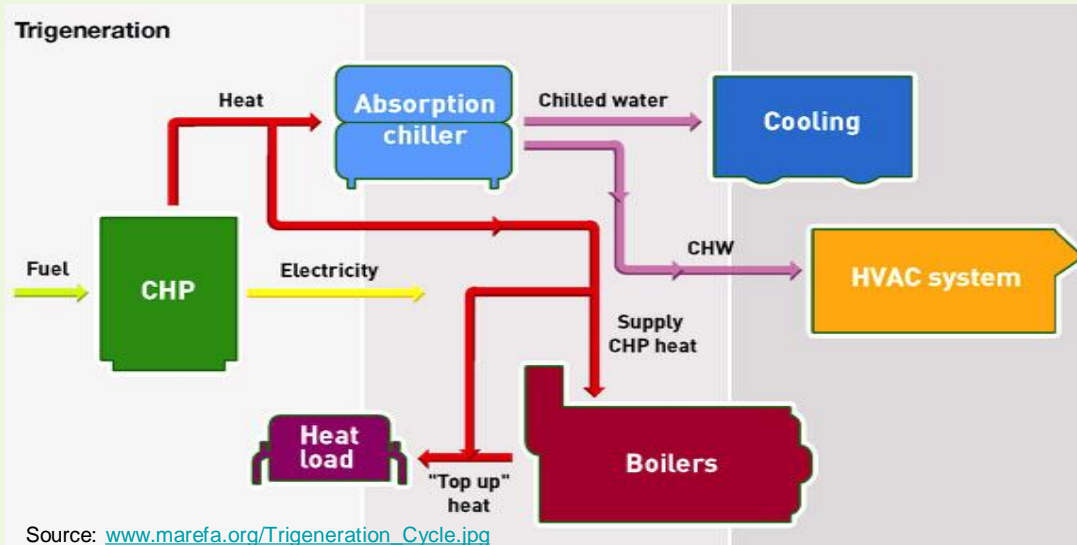 Trigeneration
Heat
Absorption
chiller
Chilled water
Cooling
Fuel
CHP
Electricity
CHW
HVAC system
Supply
CHP heat
Heat
load
"Top up"
heat
Boilers
Source: www.marefa.org/Trigeneration_Cycle.jpg